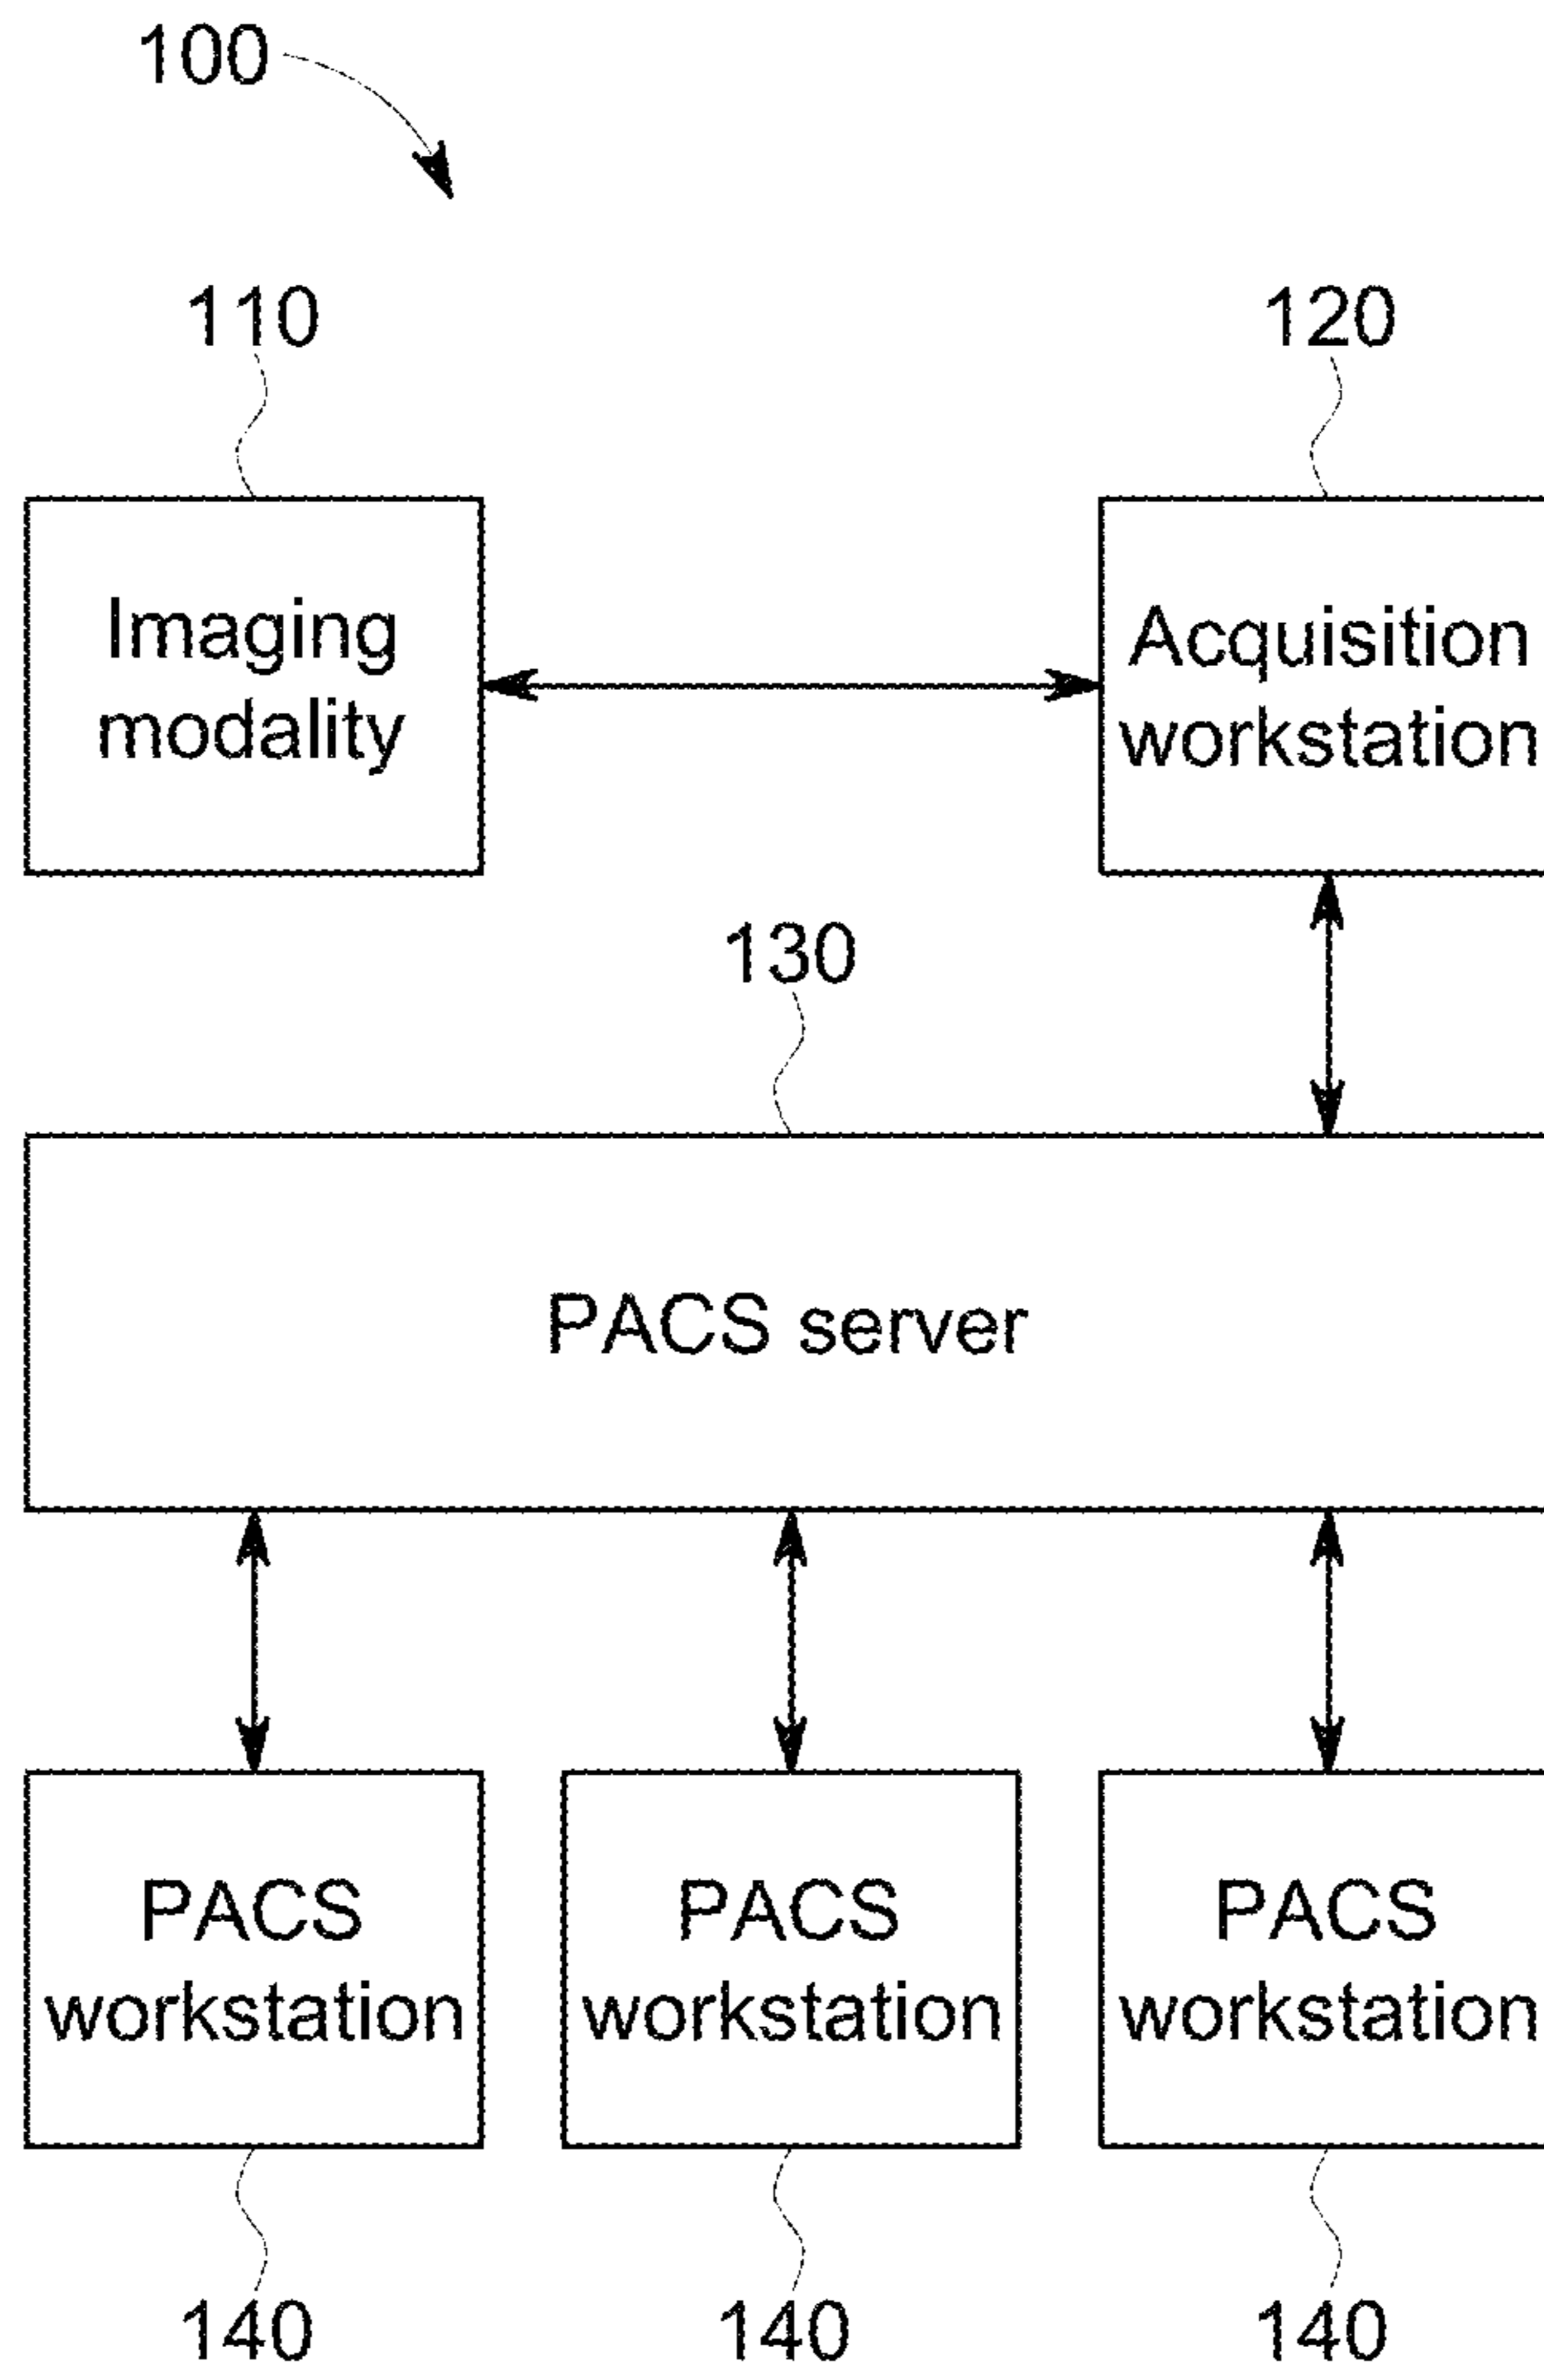 100
110
120
Imaging
modality
Acquisition
workstation
130
PACS server
PACS
workstation
PACS
workstation
PACS
workstation
140
140
140